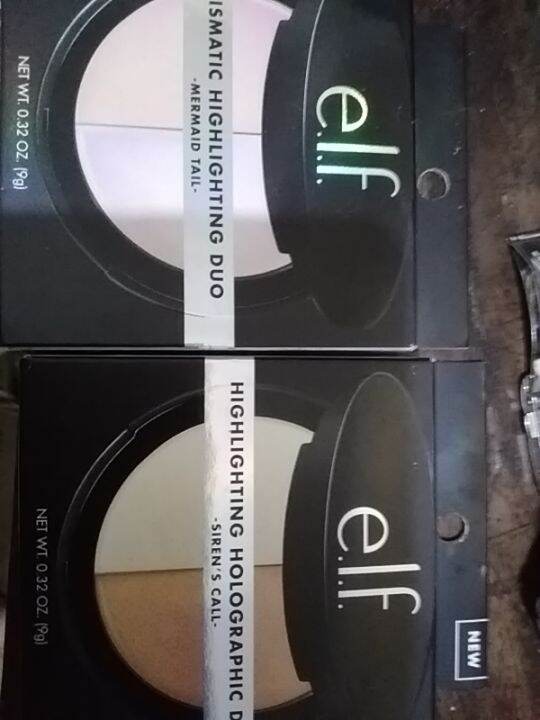 e.l.f.
ISMATIC HIGHLIGHTING DUO
-MERMAID TAIL-
NET WT. 0.32 OZ. (9g)
NEW
e.l.f.
HIGHLIGHTING HOLOGRAPHIC D
-SIREN'S CALL-
NET WT. 0.32 OZ. (9g)